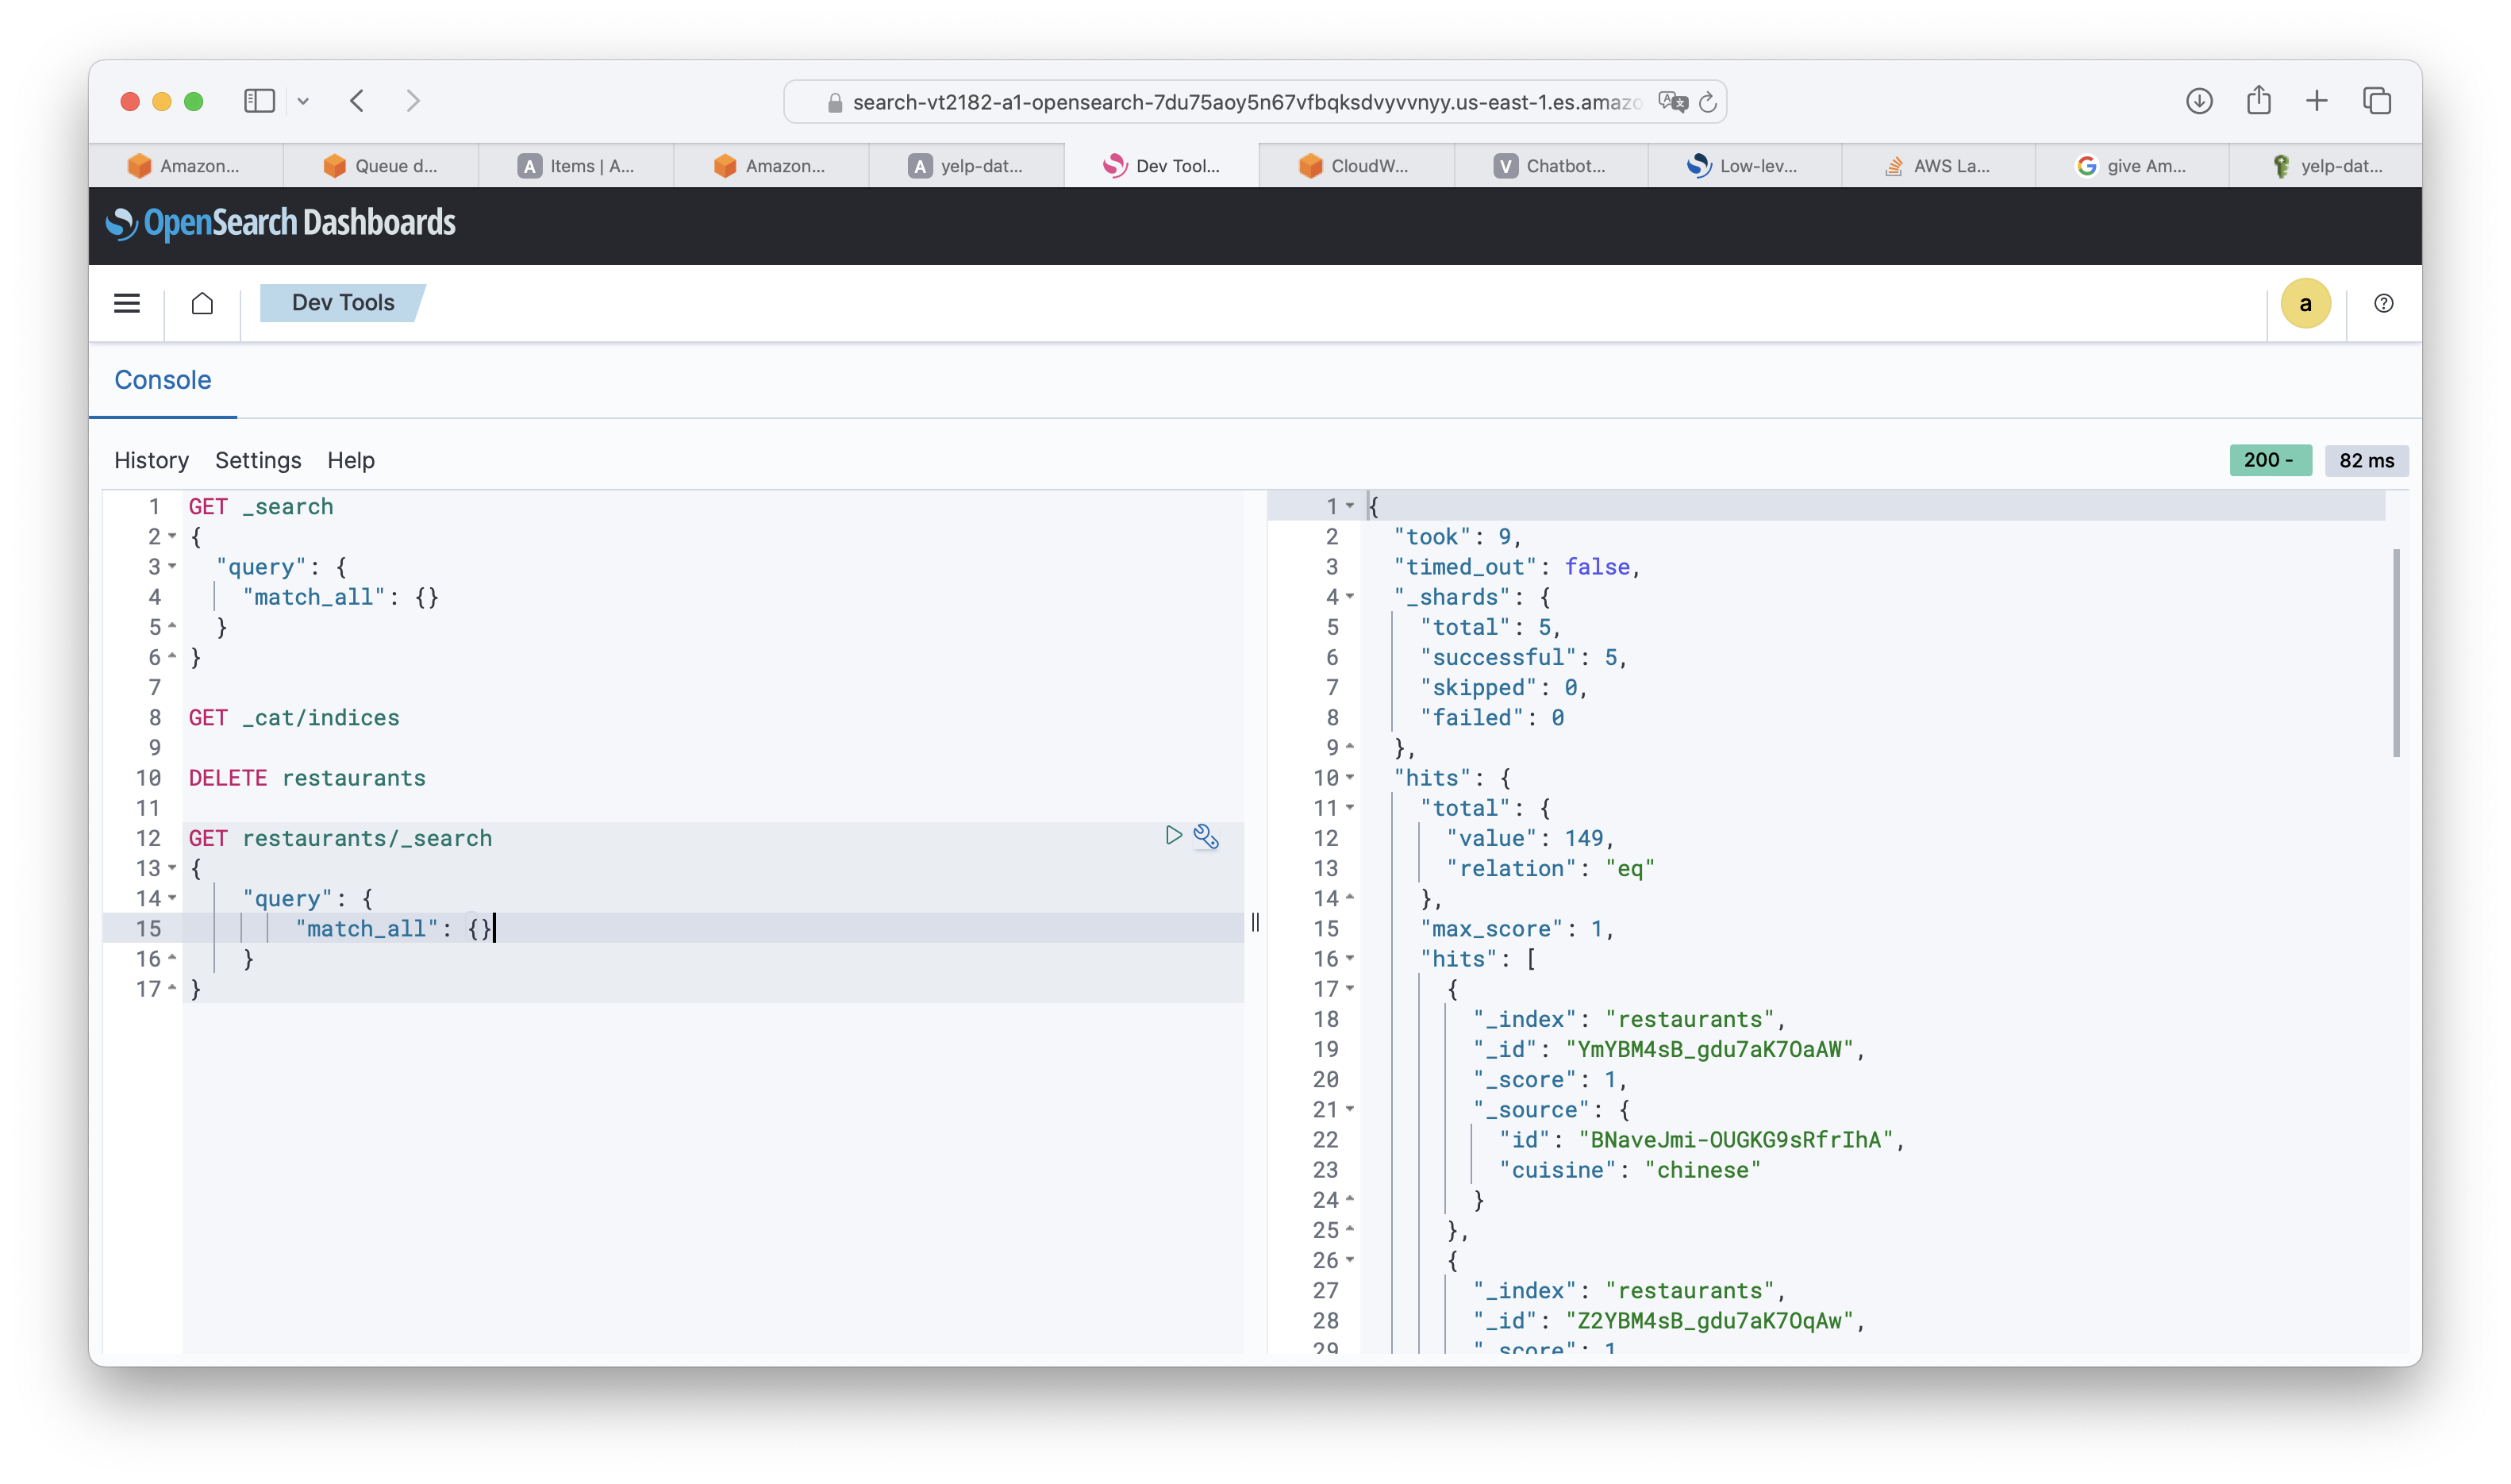 search-vt2182-a1-opensearch-7du75aoy5n67vfbqksdvyvvnyy.us-east-1.es.amazo
Amazon... Queue d... A Items | A... Amazon... A yelp-dat... Dev Tool... CloudW... V Chatbot... Low-lev... AWS La... give Am... yelp-dat...
OpenSearch Dashboards
Dev Tools
a
Console
History Settings Help
200 - 82 ms
1 GET _search
2 {
3 "query": {
4 "match_all": {}
5 }
6 }
7
8 GET _cat/indices
9
10 DELETE restaurants
11
12 GET restaurants/_search
13 {
14 "query": {
15 "match_all": {}
16 }
17 }
1 {
2 "took": 9,
3 "timed_out": false,
4 "_shards": {
5 "total": 5,
6 "successful": 5,
7 "skipped": 0,
8 "failed": 0
9 },
10 "hits": {
11 "total": {
12 "value": 149,
13 "relation": "eq"
14 },
15 "max_score": 1,
16 "hits": [
17 {
18 "_index": "restaurants",
19 "_id": "YmYBM4sB_gdu7aK7OaAW",
20 "_score": 1,
21 "_source": {
22 "id": "BNaveJmi-OUGKG9sRfrIhA",
23 "cuisine": "chinese"
24 }
25 },
26 {
27 "_index": "restaurants",
28 "_id": "Z2YBM4sB_gdu7aK7OqAw",
29 "_score": 1